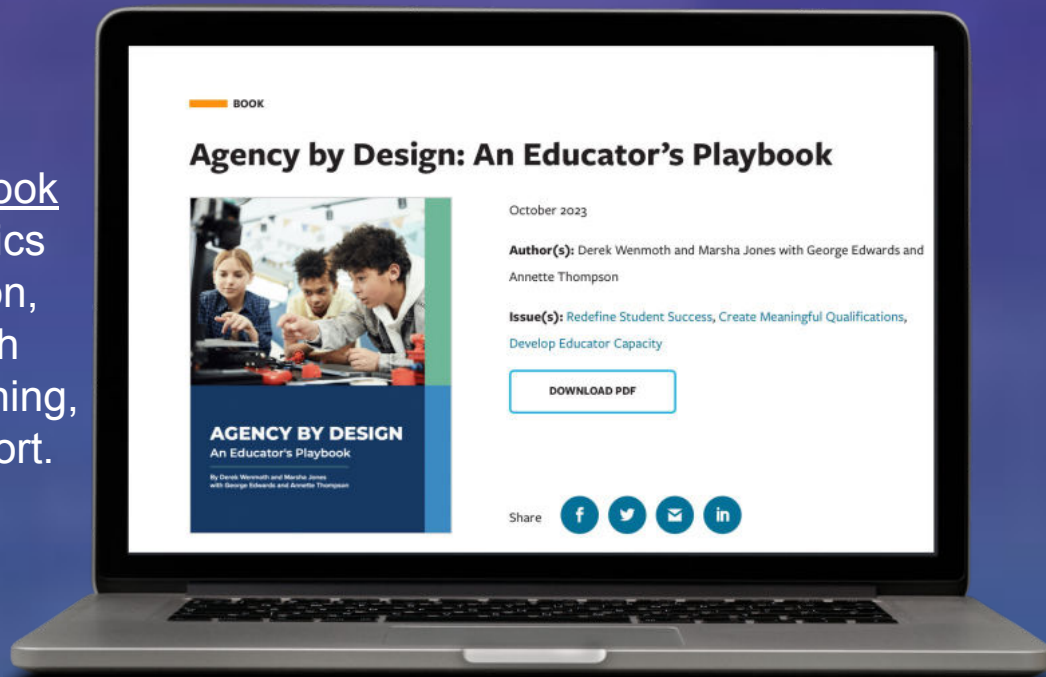 ook
ics
on,
h
ning,
ort.
BOOK
Agency by Design: An Educator's Playbook
AGENCY BY DESIGN
An Educator's Playbook
By Derek Wenmoth and Marsha Jones
with George Edwards and Annette Thompson
October 2023
Author(s): Derek Wenmoth and Marsha Jones with George Edwards and
Annette Thompson
Issue(s): Redefine Student Success, Create Meaningful Qualifications,
Develop Educator Capacity
DOWNLOAD PDF
Share